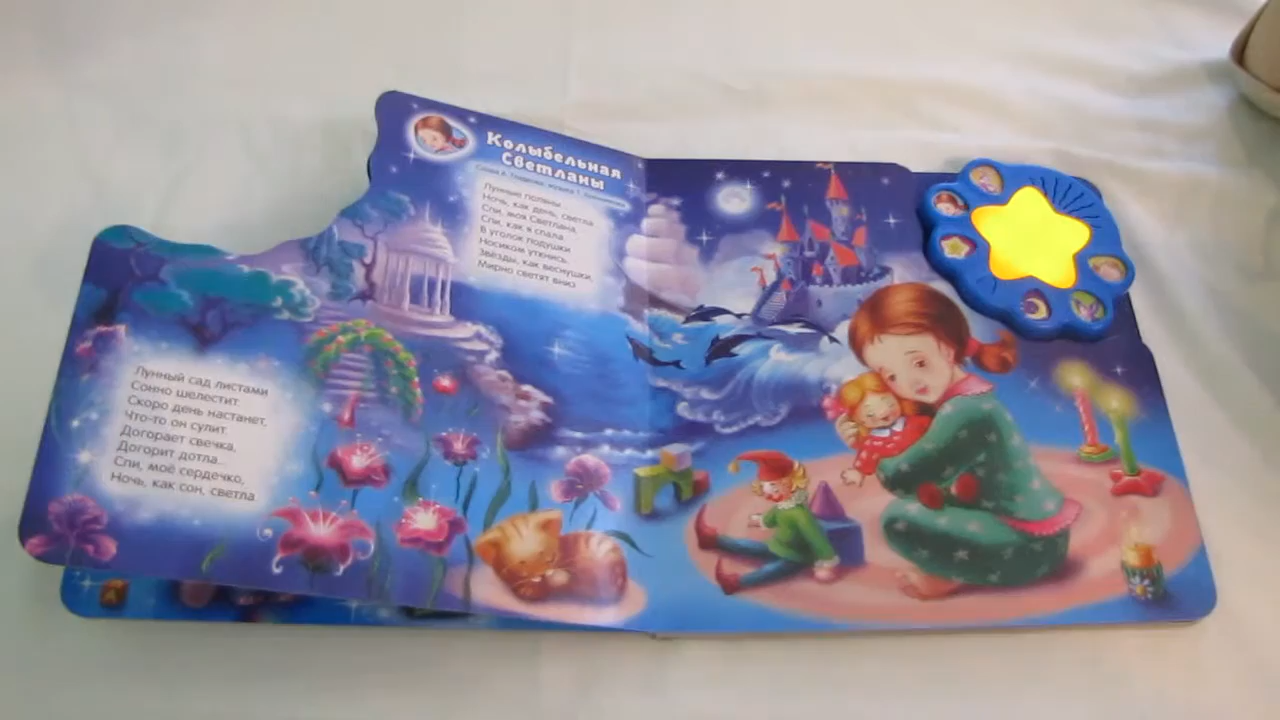 Колыбельная
Светланы
Лунные поляны.
Ночь, как день, светла.
Спи, моя Светлана,
Спи, как я спала.
В уголок подушки
Носиком уткнись.
Звёзды, как веснушки,
Мирно светят вниз
Лунный сад листами
Сонно шелестит.
Скоро день настанет,
Что-то он сулит.
Догорает свечка,
Догорит дотла...
Спи, моё сердечко,
Ночь, как сон, светла